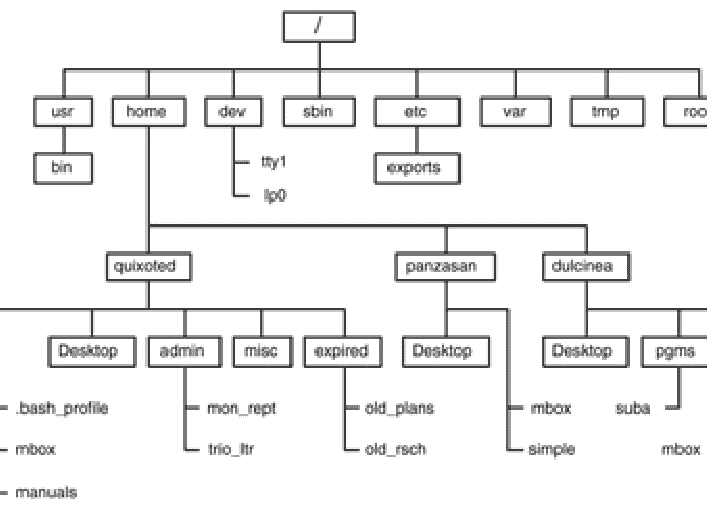 /
usr home dev sbin etc var tmp roo
bin tty1 exports
lp0
quixoted panzasan dulcinea
Desktop admin misc expired Desktop Desktop pgms
.bash_profile mon_rept old_plans mbox suba
mbox trio_ltr old_rsch simple mbox
manuals